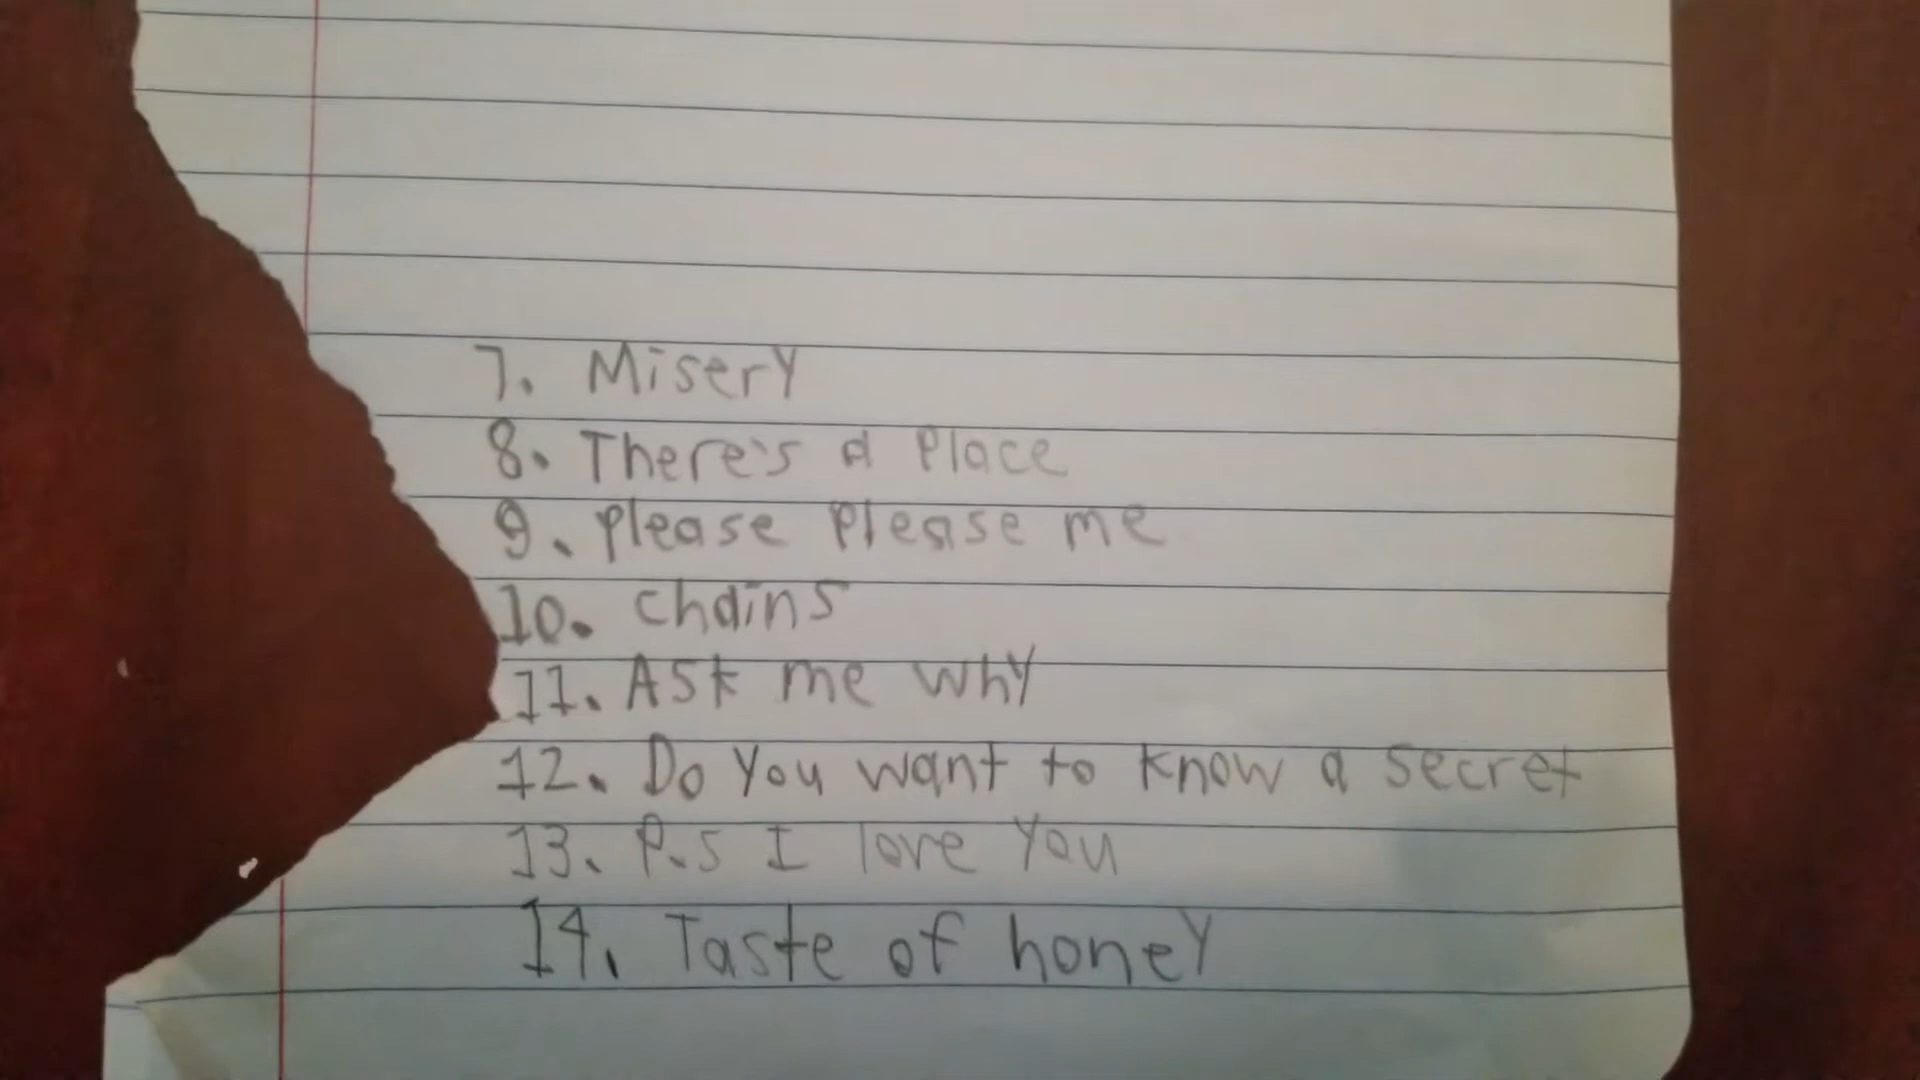 7. Misery
8. There's a Place
9. Please Please me
10. Chains
11. Ask me why
12. Do You want to know a secret
13. P.s I love You
14. Taste of honey